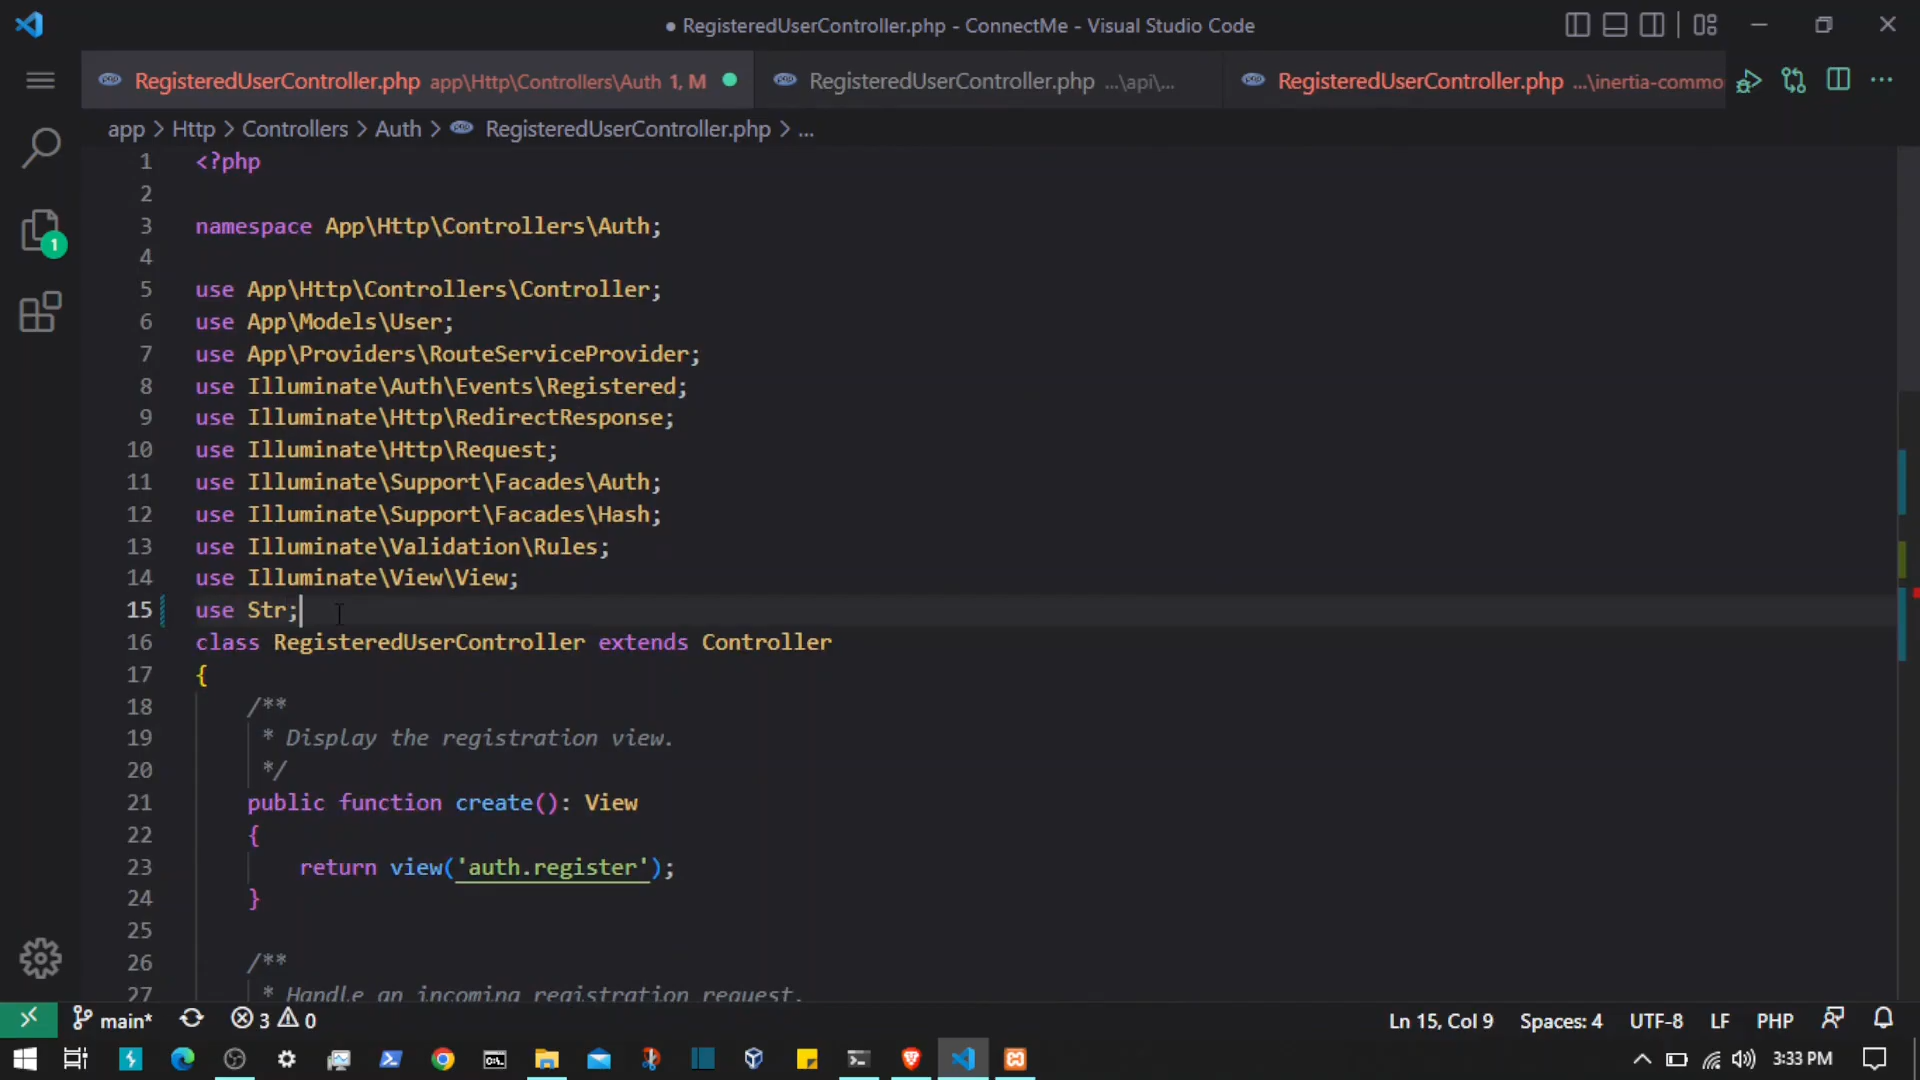 ● RegisteredUserController.php - ConnectMe - Visual Studio Code
RegisteredUserController.php app\Http\Controllers\Auth 1, M
RegisteredUserController.php ...\api\...
RegisteredUserController.php ...\inertia-commo
app > Http > Controllers > Auth > RegisteredUserController.php > ...
1 <?php
2
3 namespace App\Http\Controllers\Auth;
4
5 use App\Http\Controllers\Controller;
6 use App\Models\User;
7 use App\Providers\RouteServiceProvider;
8 use Illuminate\Auth\Events\Registered;
9 use Illuminate\Http\RedirectResponse;
10 use Illuminate\Http\Request;
11 use Illuminate\Support\Facades\Auth;
12 use Illuminate\Support\Facades\Hash;
13 use Illuminate\Validation\Rules;
14 use Illuminate\View\View;
15 use Str;
16 class RegisteredUserController extends Controller
17 {
18 /**
19 * Display the registration view.
20 */
21 public function create(): View
22 {
23 return view('auth.register');
24 }
25
26 /**
27 * Handle an incoming registration request.
1
main* 3 0 Ln 15, Col 9 Spaces: 4 UTF-8 LF PHP
3:33 PM